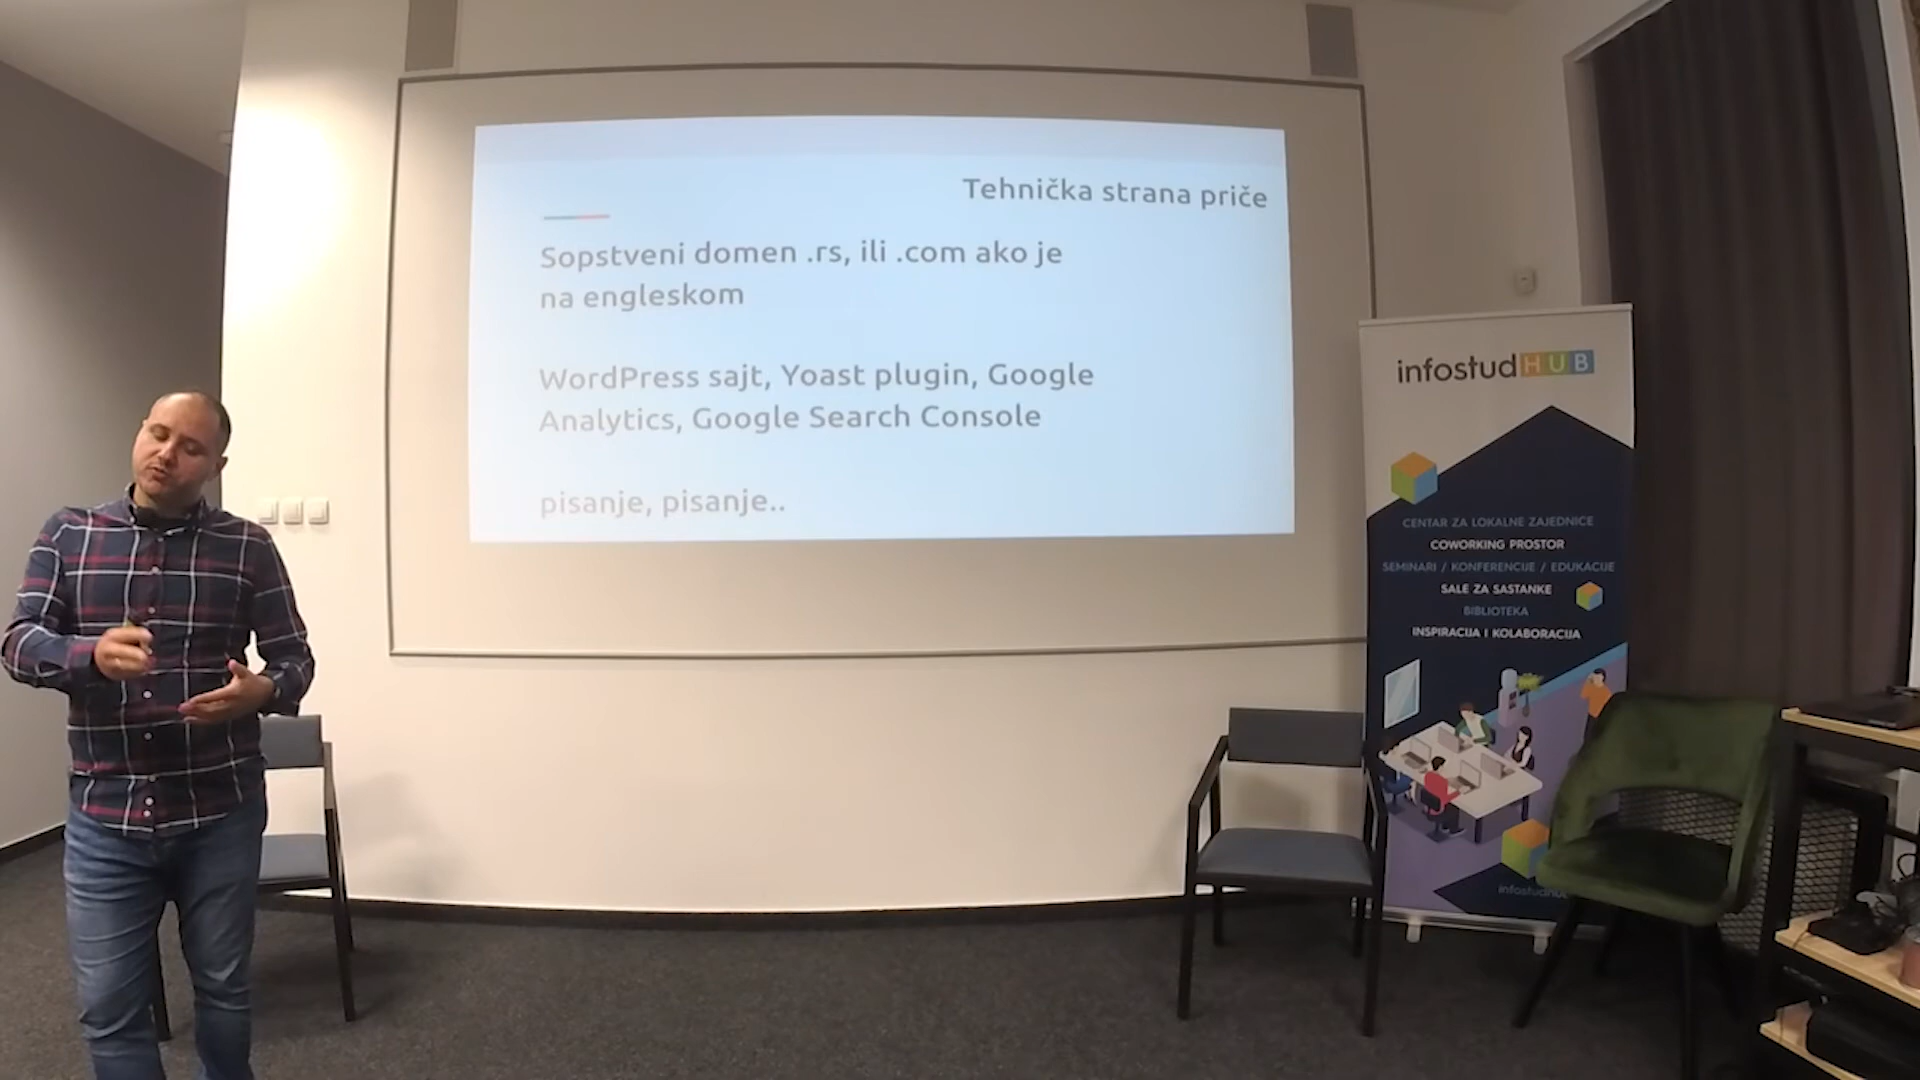 Tehnička strana priče
Sopstveni domen .rs, ili .com ako je
na engleskom
WordPress sajt, Yoast plugin, Google
Analytics, Google Search Console
pisanje, pisanje..
infostudHUB
CENTAR ZA LOKALNE ZAJEDNICE
COWORKING PROSTOR
SEMINARI / KONFERENCIJE / EDUKACIJE
SALE ZA SASTANKE
BIBLIOTEKA
INSPIRACIJA I KOLABORACIJA